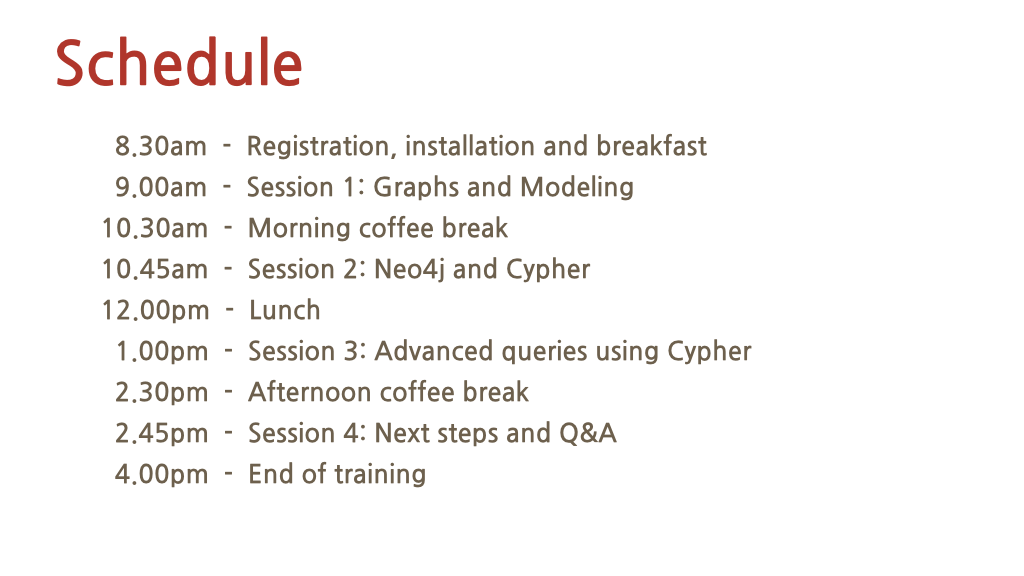 Schedule
8.30am - Registration, installation and breakfast
9.00am - Session 1: Graphs and Modeling
10.30am - Morning coffee break
10.45am - Session 2: Neo4j and Cypher
12.00pm - Lunch
1.00pm - Session 3: Advanced queries using Cypher
2.30pm - Afternoon coffee break
2.45pm - Session 4: Next steps and Q&A
4.00pm - End of training